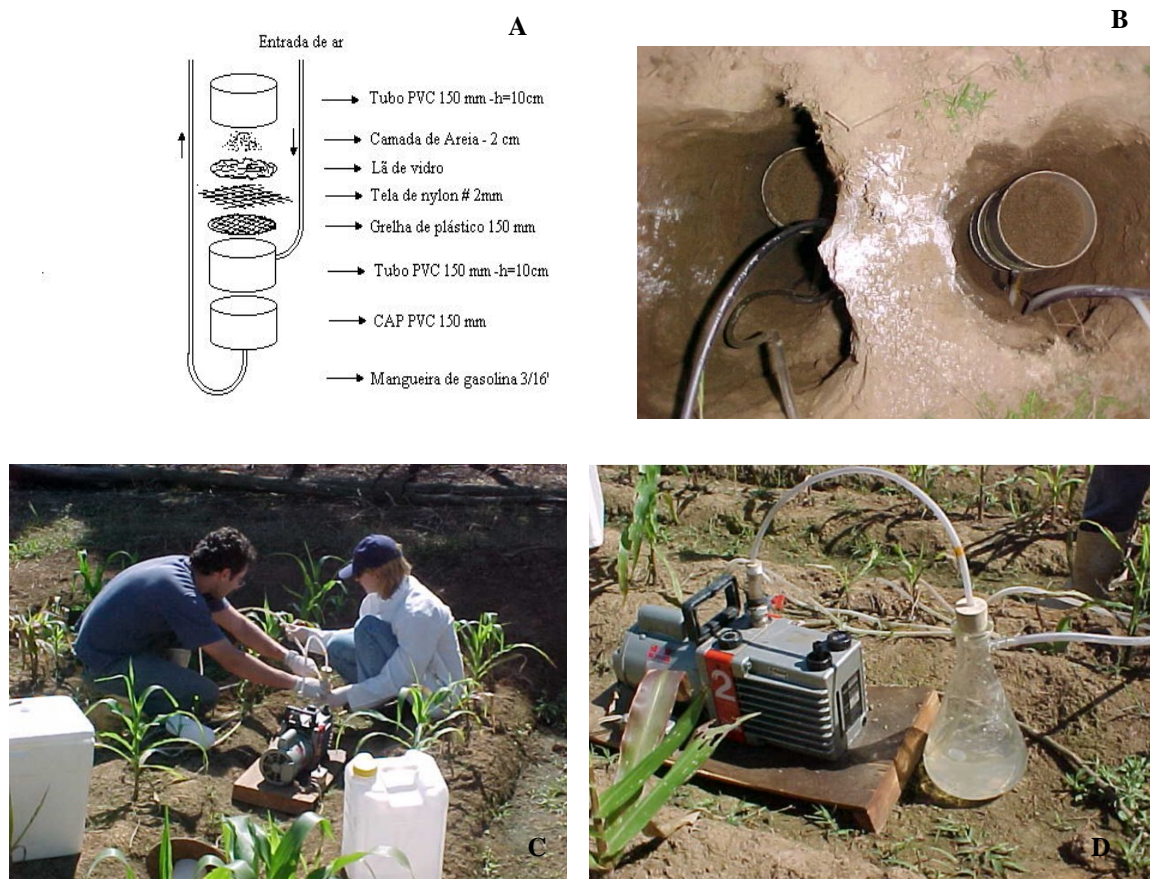 A
Entrada de ar
Tubo PVC 150 mm -h=10cm
Camada de Areia - 2 cm
Lã de vidro
Tela de nylon # 2mm
Grelha de plástico 150 mm
Tubo PVC 150 mm -h=10cm
CAP PVC 150 mm
Mangueira de gasolina 3/16'
B
C
2
D